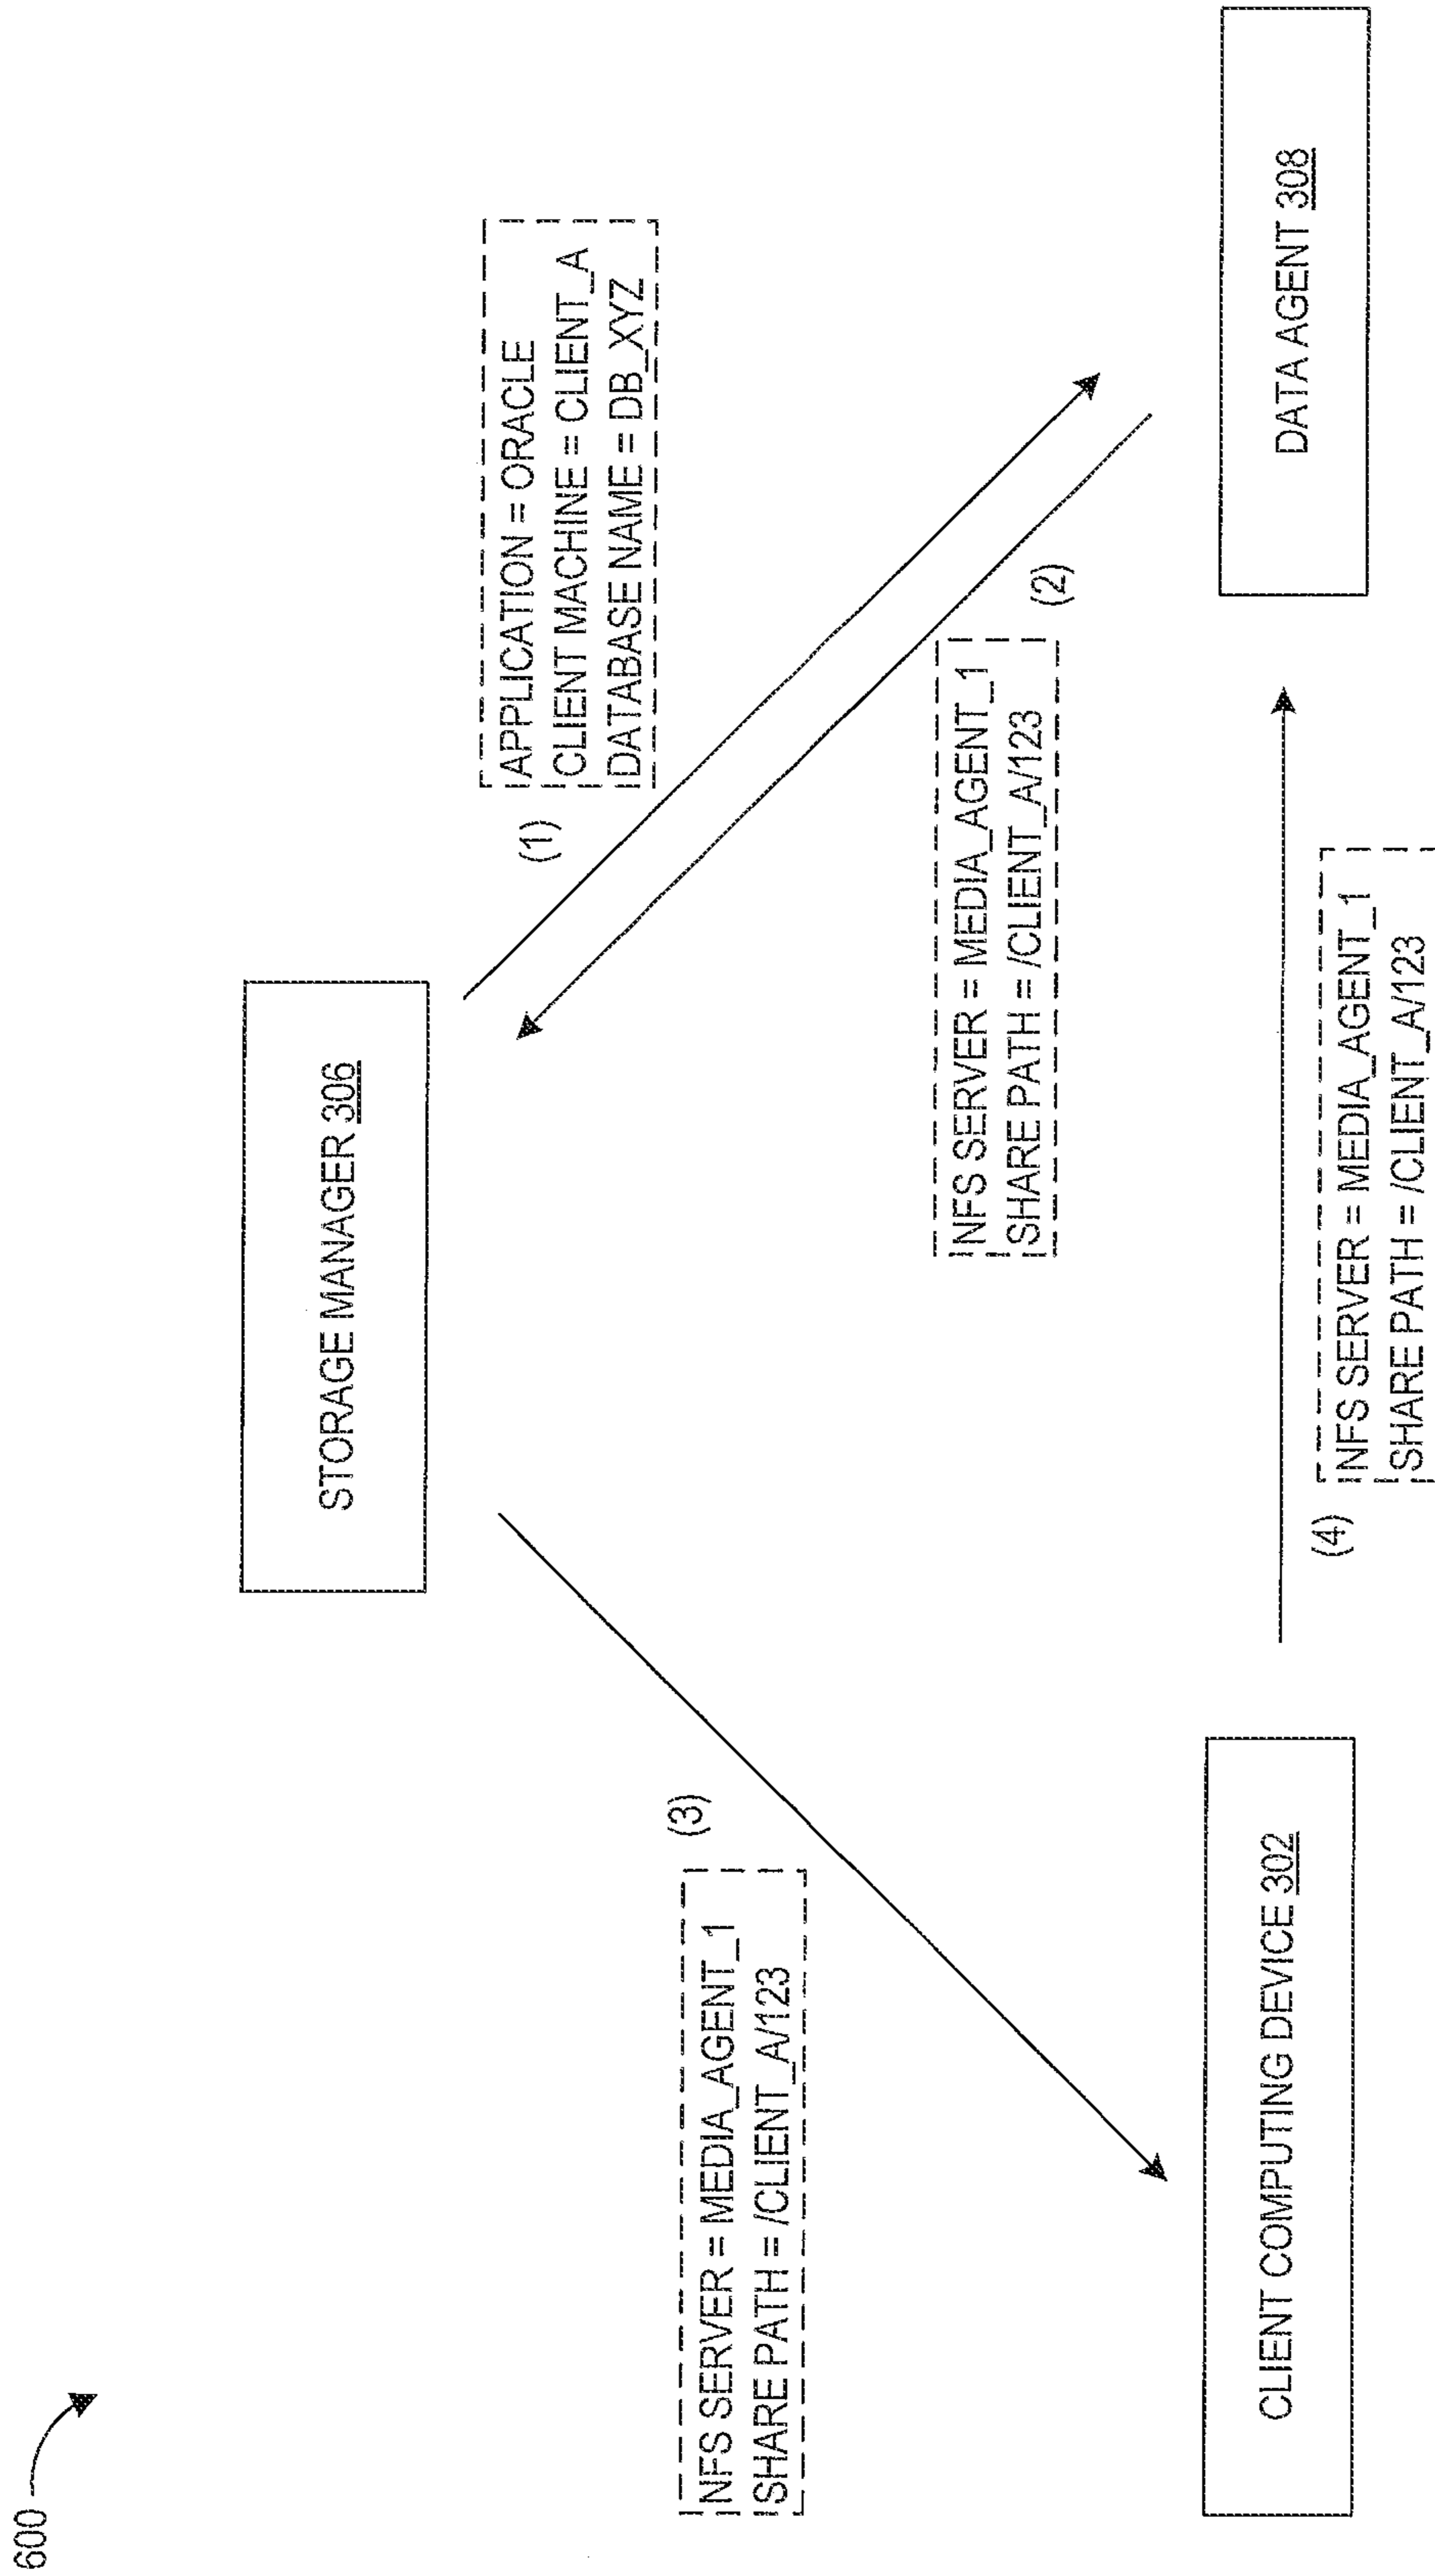 600
STORAGE MANAGER 306
(1)
APPLICATION = ORACLE
CLIENT MACHINE = CLIENT_A
DATABASE NAME = DB_XYZ
(3)
NFS SERVER = MEDIA_AGENT_1
SHARE PATH = /CLIENT_A/123
NFS SERVER = MEDIA_AGENT_1
SHARE PATH = /CLIENT_A/123
(2)
CLIENT COMPUTING DEVICE 302
DATA AGENT 308
(4)
NFS SERVER = MEDIA_AGENT_1
SHARE PATH = /CLIENT_A/123